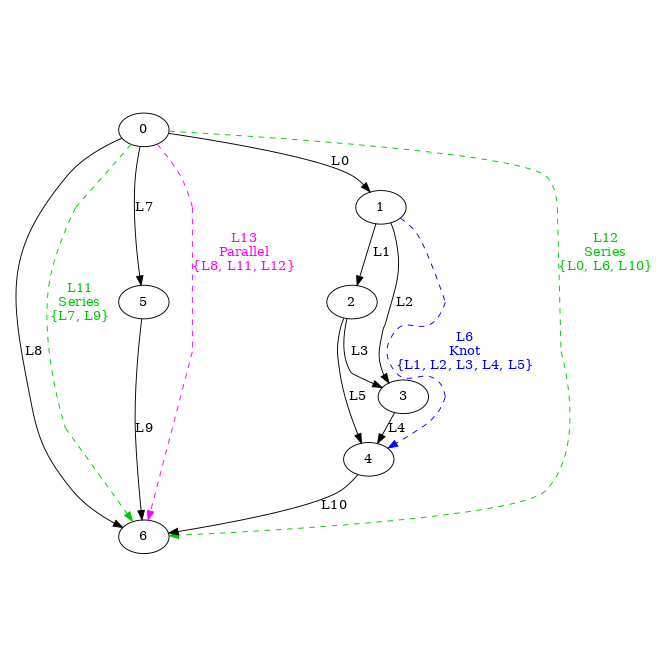 0
L0
L7
1
L13
Parallel
{L8, L11, L12}
L12
Series
{L0, L6, L10}
L1
L11
Series
{L7, L9}
5
2
L2
L8
L3
L6
Knot
{L1, L2, L3, L4, L5}
L5
3
L9
L4
4
L10
6